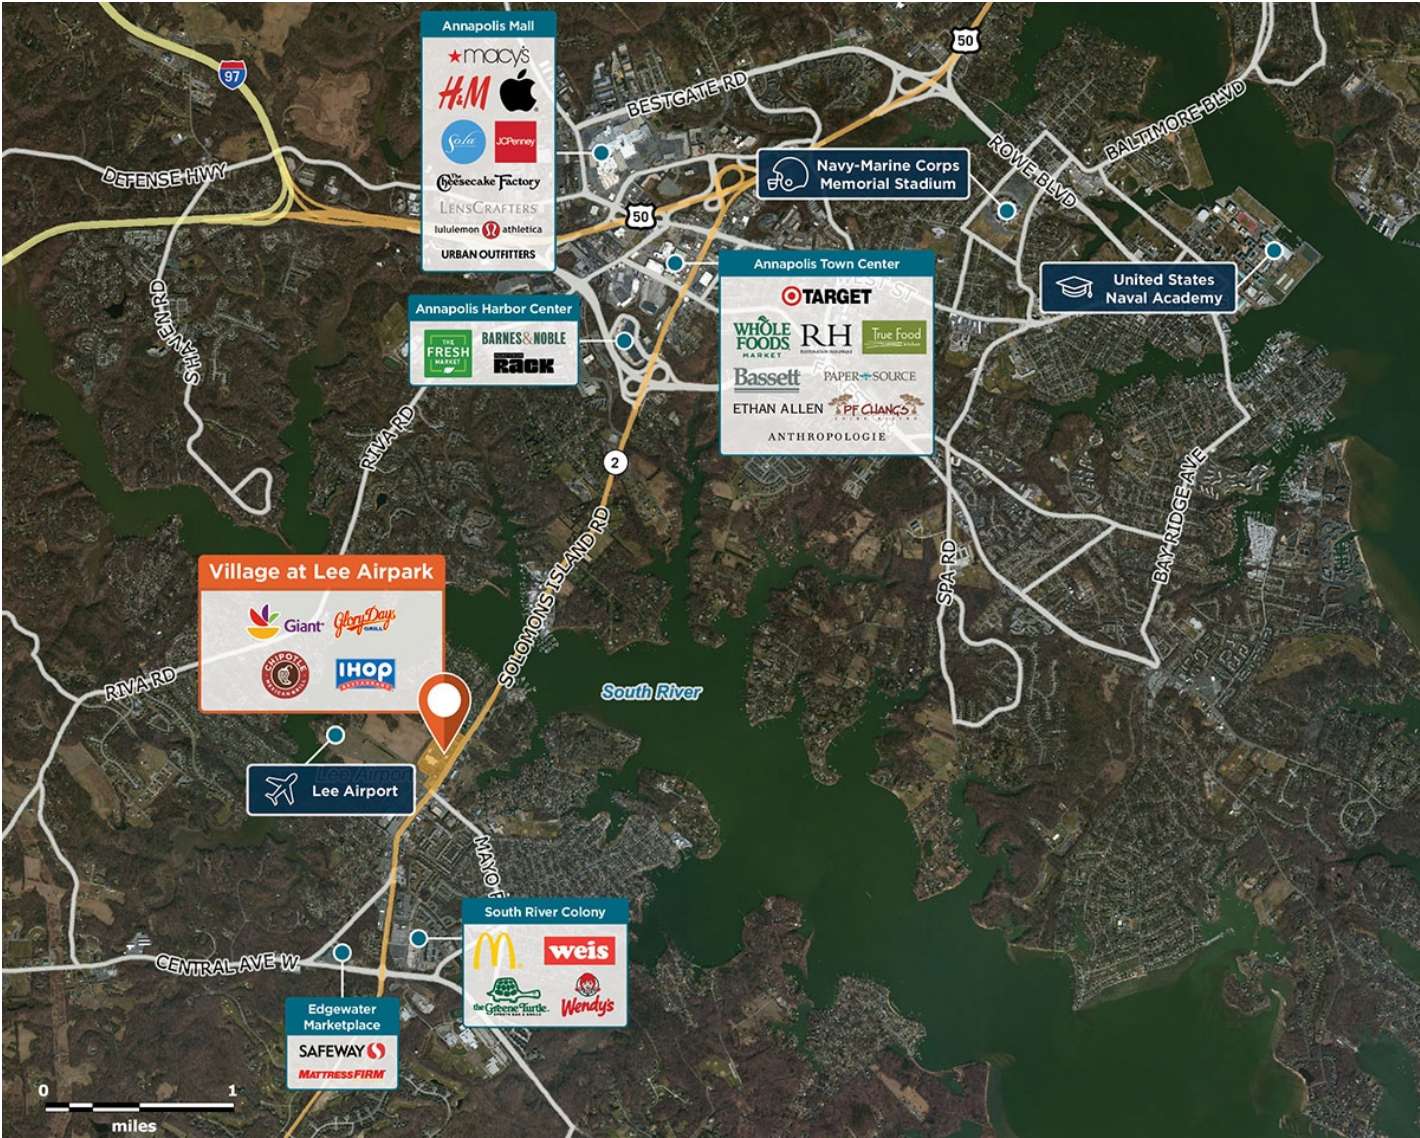 Annapolis Mall
macy's
H&M
Sola
JCPenney
The
Cheesecake Factory
LENSCRAFTERS
lululemon athletica
URBAN OUTFITTERS
50
97
BESTGATE RD
BALTIMORE BLVD
ROWE BLVD
DEFENSE HWY
Navy-Marine Corps
Memorial Stadium
50
United States
Naval Academy
Annapolis Town Center
TARGET
WHOLE
FOODS
MARKET
RH
True Food
Bassett
PAPER SOURCE
ETHAN ALLEN
P.F. CHANG'S
ANTHROPOLOGIE
WEST ST
Annapolis Harbor Center
THE
FRESH
MARKET
BARNES&NOBLE
RACK
RIVA RD
2
SOLOMONS ISLAND RD
SPA RD
BAY RIDGE AVE
Village at Lee Airpark
Giant
Glory Days
GRILL
CHIPOTLE
MEXICAN GRILL
IHOP
RESTAURANT
RIVA RD
South River
Lee Airport
Lee Airport
South River Colony
M
weis
the Greene Turtle
Wendy's
CENTRAL AVE W
Edgewater
Marketplace
SAFEWAY
MATTRESSFIRM
0 1
miles